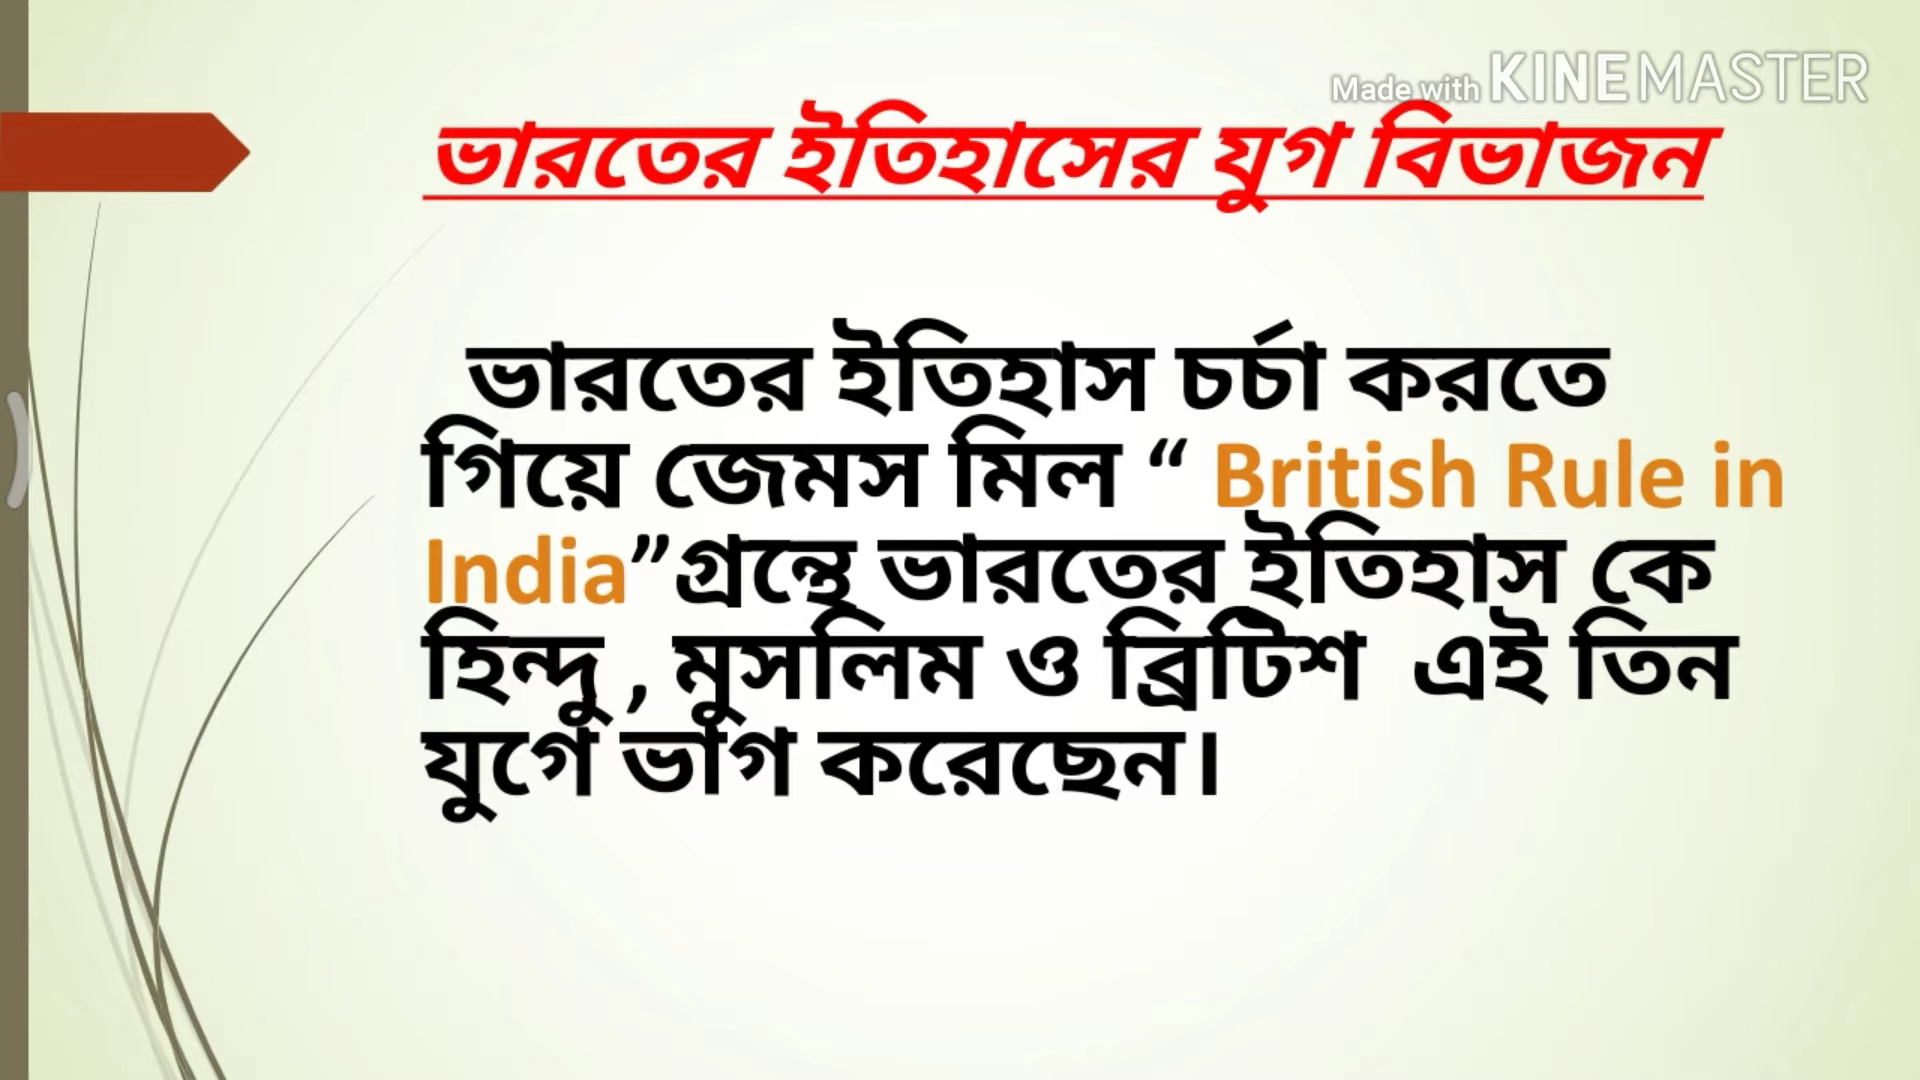 Made with KINEMASTER
ভারতের ইতিহাসের যুগ বিভাজন
ভারতের ইতিহাস চর্চা করতে
গিয়ে জেমস মিল “ British Rule in
India”গ্রন্থে ভারতের ইতিহাস কে
হিন্দু , মুসলিম ও ব্রিটিশ এই তিন
যুগে ভাগ করেছেন।